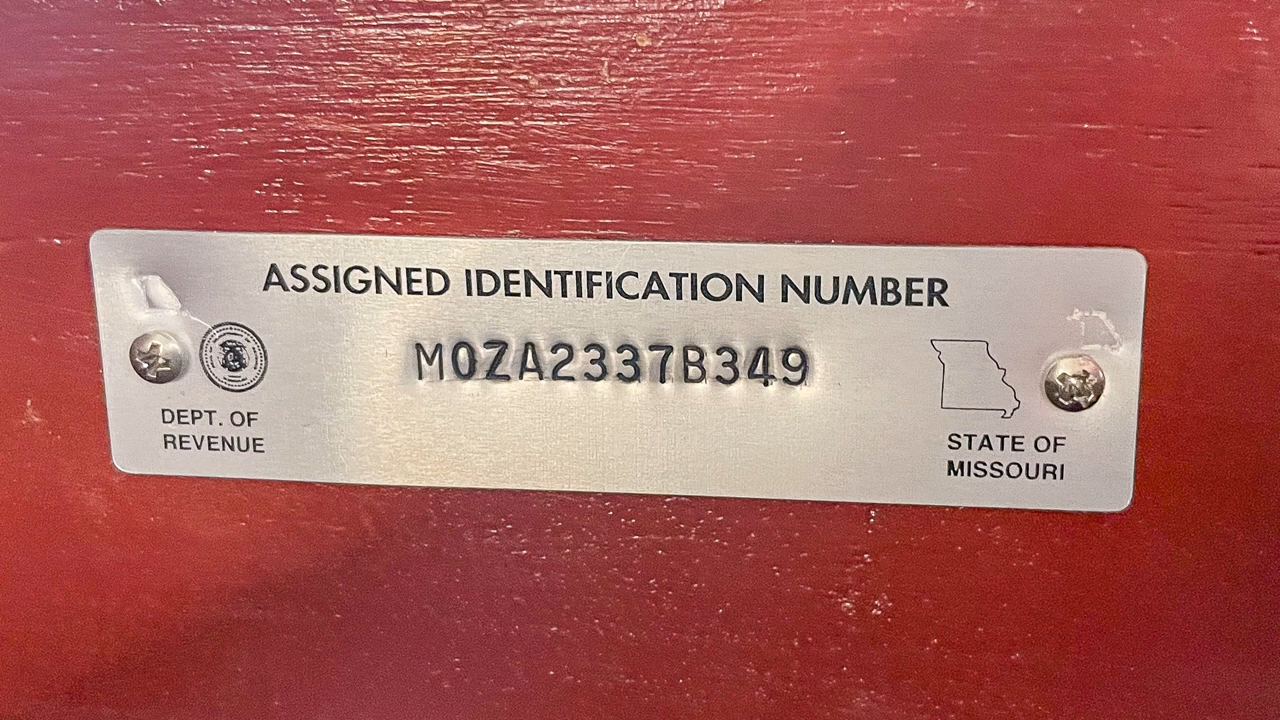 ASSIGNED IDENTIFICATION NUMBER
MOZA2337B349
DEPT. OF
REVENUE
STATE OF
MISSOURI